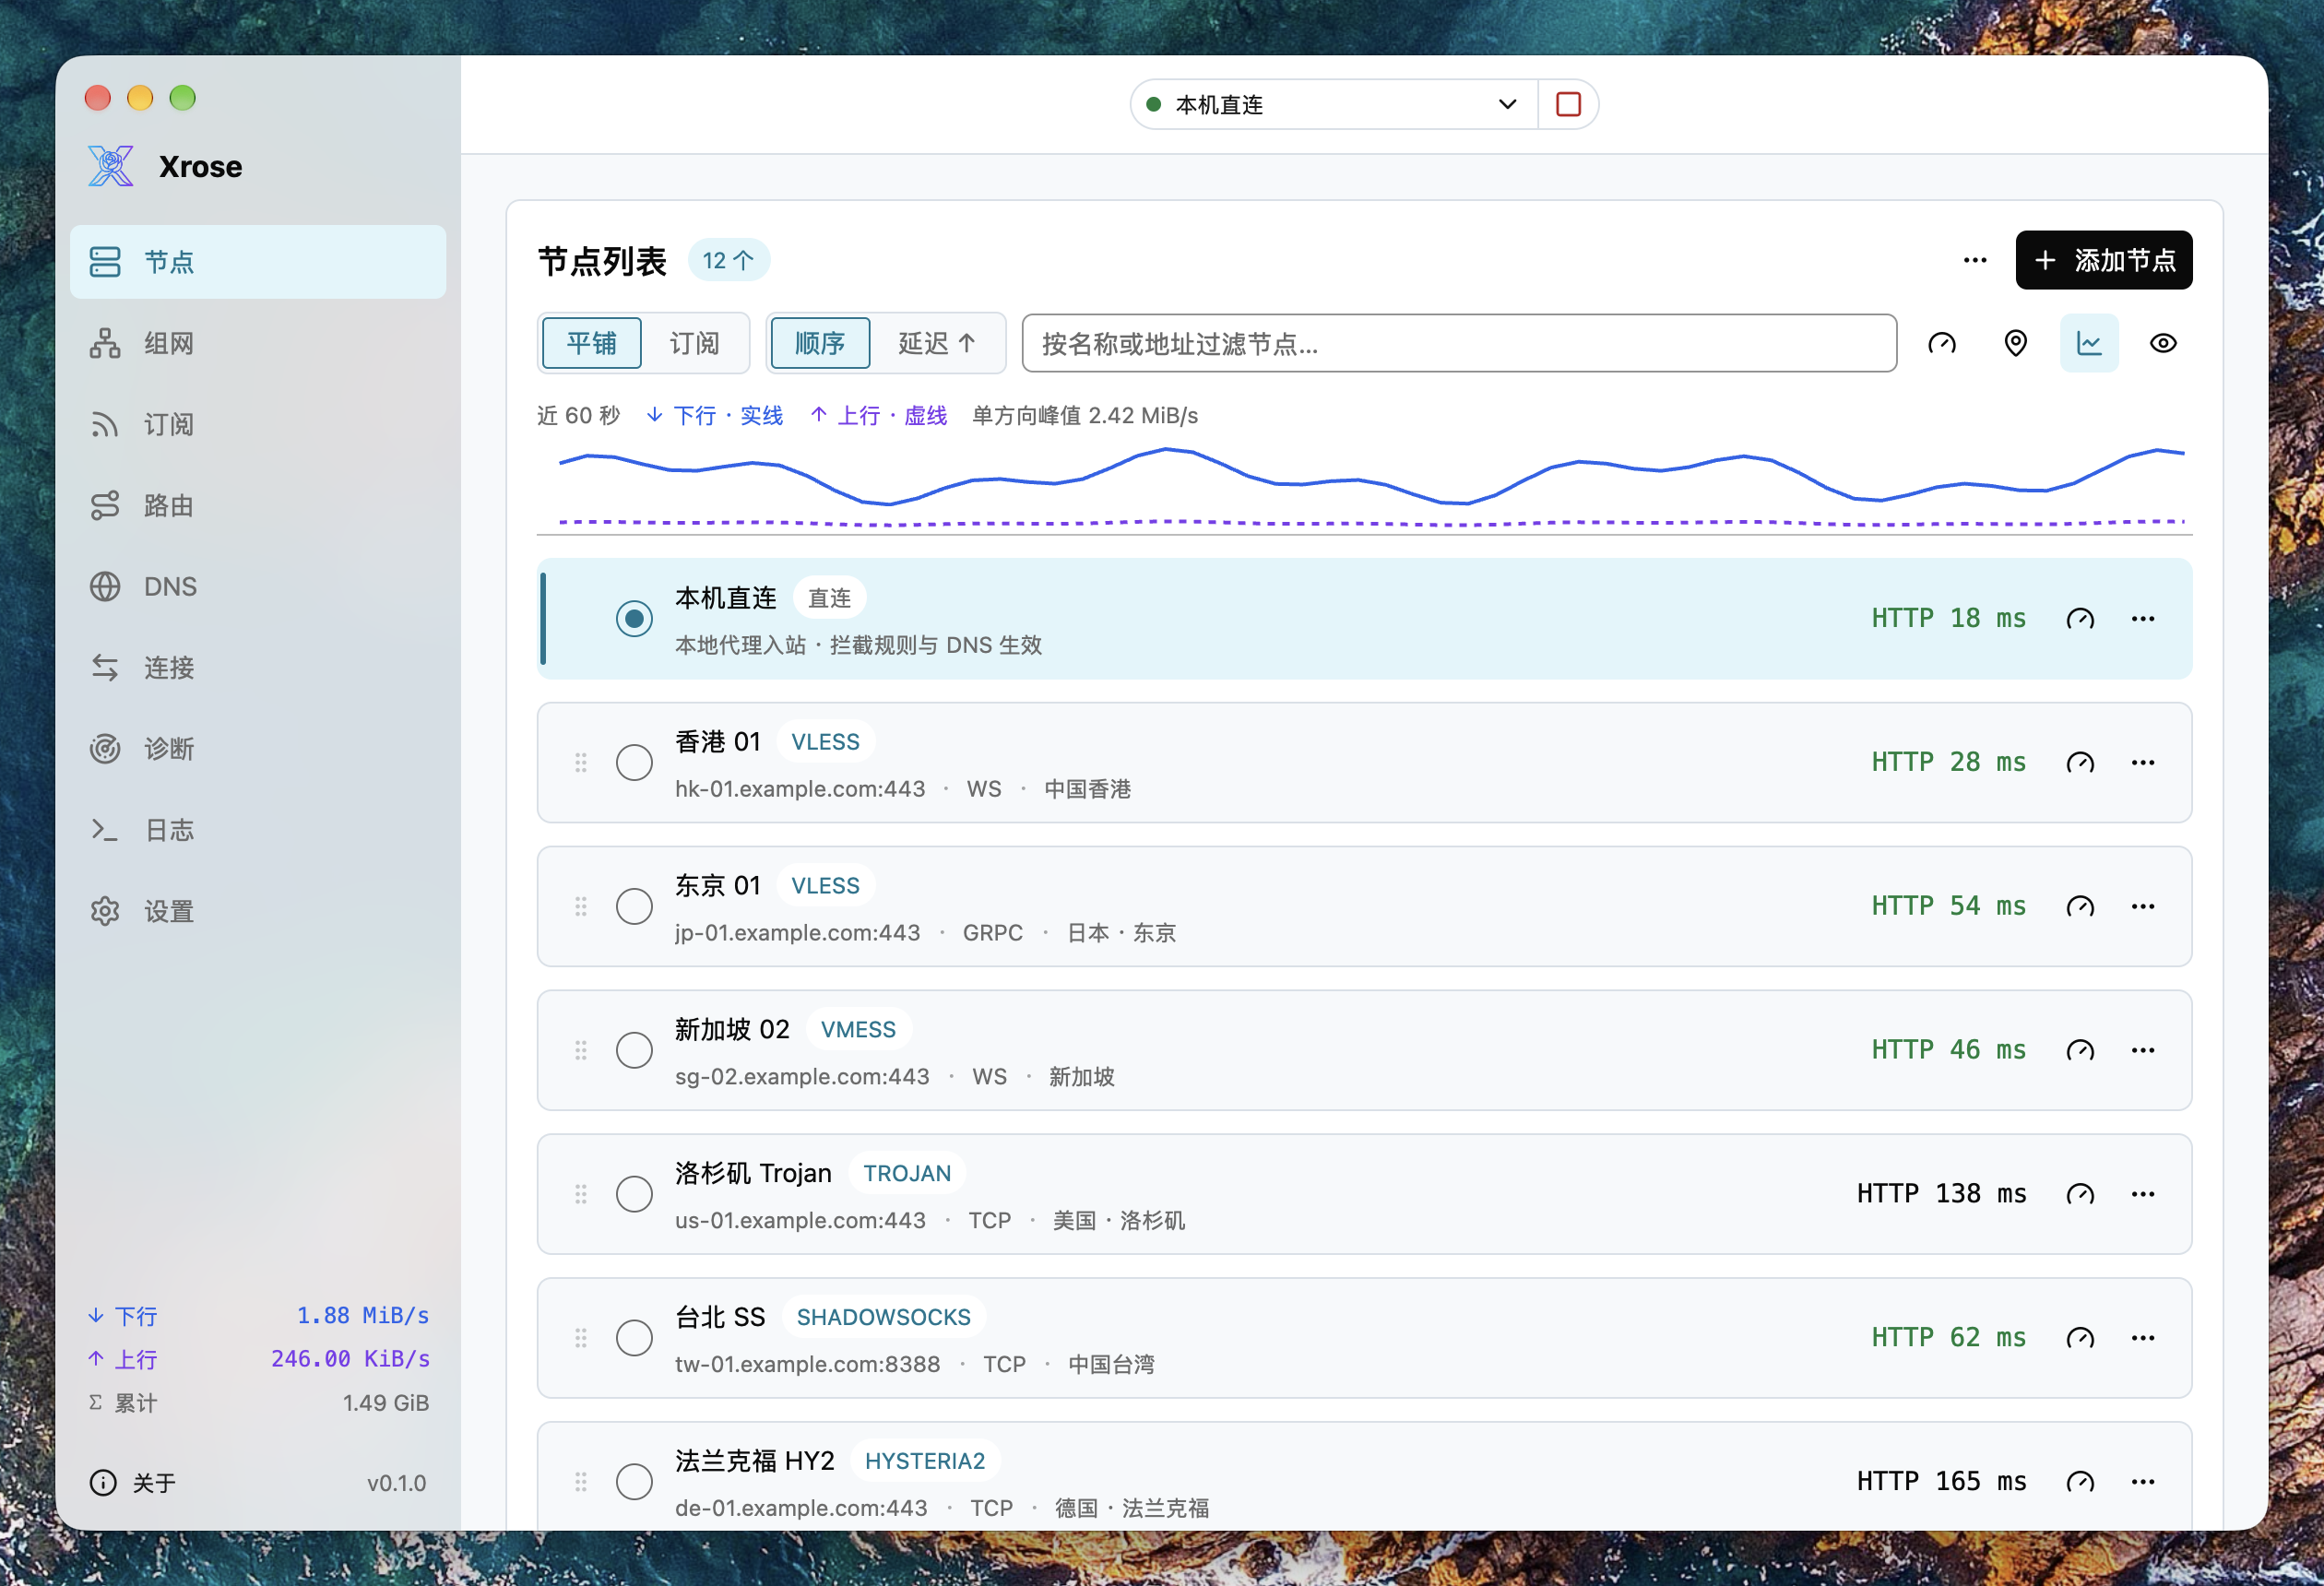 Xrose
节点
组网
订阅
路由
DNS
连接
诊断
日志
设置
↓ 下行 1.88 MiB/s
↑ 上行 246.00 KiB/s
Σ 累计 1.49 GiB
关于 v0.1.0
本机直连
节点列表 12 个 ··· + 添加节点
平铺 订阅 顺序 延迟 ↑ 按名称或地址过滤节点...
近 60 秒 ↓ 下行 · 实线 ↑ 上行 · 虚线 单方向峰值 2.42 MiB/s
本机直连 直连
本地代理入站 · 拦截规则与 DNS 生效
HTTP 18 ms
香港 01 VLESS
hk-01.example.com:443 · WS · 中国香港
HTTP 28 ms
东京 01 VLESS
jp-01.example.com:443 · GRPC · 日本 · 东京
HTTP 54 ms
新加坡 02 VMESS
sg-02.example.com:443 · WS · 新加坡
HTTP 46 ms
洛杉矶 Trojan TROJAN
us-01.example.com:443 · TCP · 美国 · 洛杉矶
HTTP 138 ms
台北 SS SHADOWSOCKS
tw-01.example.com:8388 · TCP · 中国台湾
HTTP 62 ms
法兰克福 HY2 HYSTERIA2
de-01.example.com:443 · TCP · 德国 · 法兰克福
HTTP 165 ms